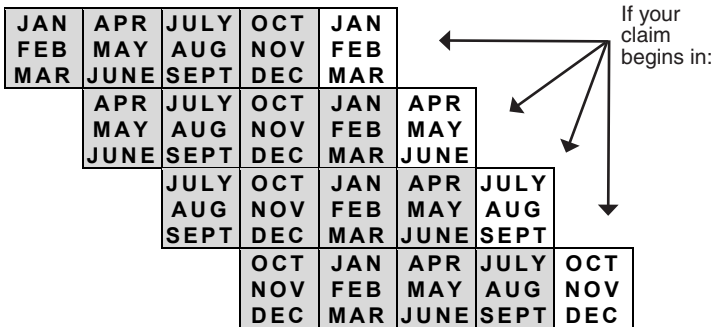 JAN APR JULY OCT JAN
FEB MAY AUG NOV FEB
MAR JUNE SEPT DEC MAR
If your
claim
begins in:
APR JULY OCT JAN APR
MAY AUG NOV FEB MAY
JUNE SEPT DEC MAR JUNE
JULY OCT JAN APR JULY
AUG NOV FEB MAY AUG
SEPT DEC MAR JUNE SEPT
OCT JAN APR JULY OCT
NOV FEB MAY AUG NOV
DEC MAR JUNE SEPT DEC